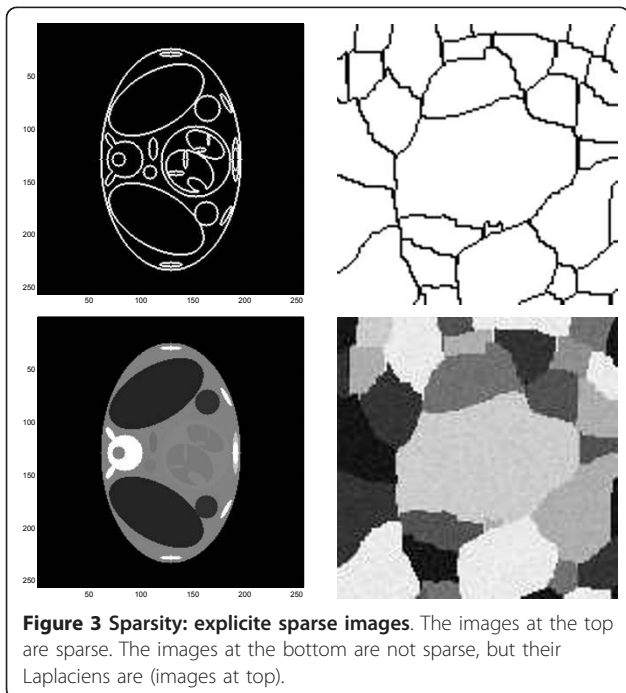 50
100
150
200
250
50 100 150 200 250
50
100
150
200
250
50 100 150 200 250
Figure 3 Sparsity: explicite sparse images. The images at the top
are sparse. The images at the bottom are not sparse, but their
Laplaciens are (images at top).